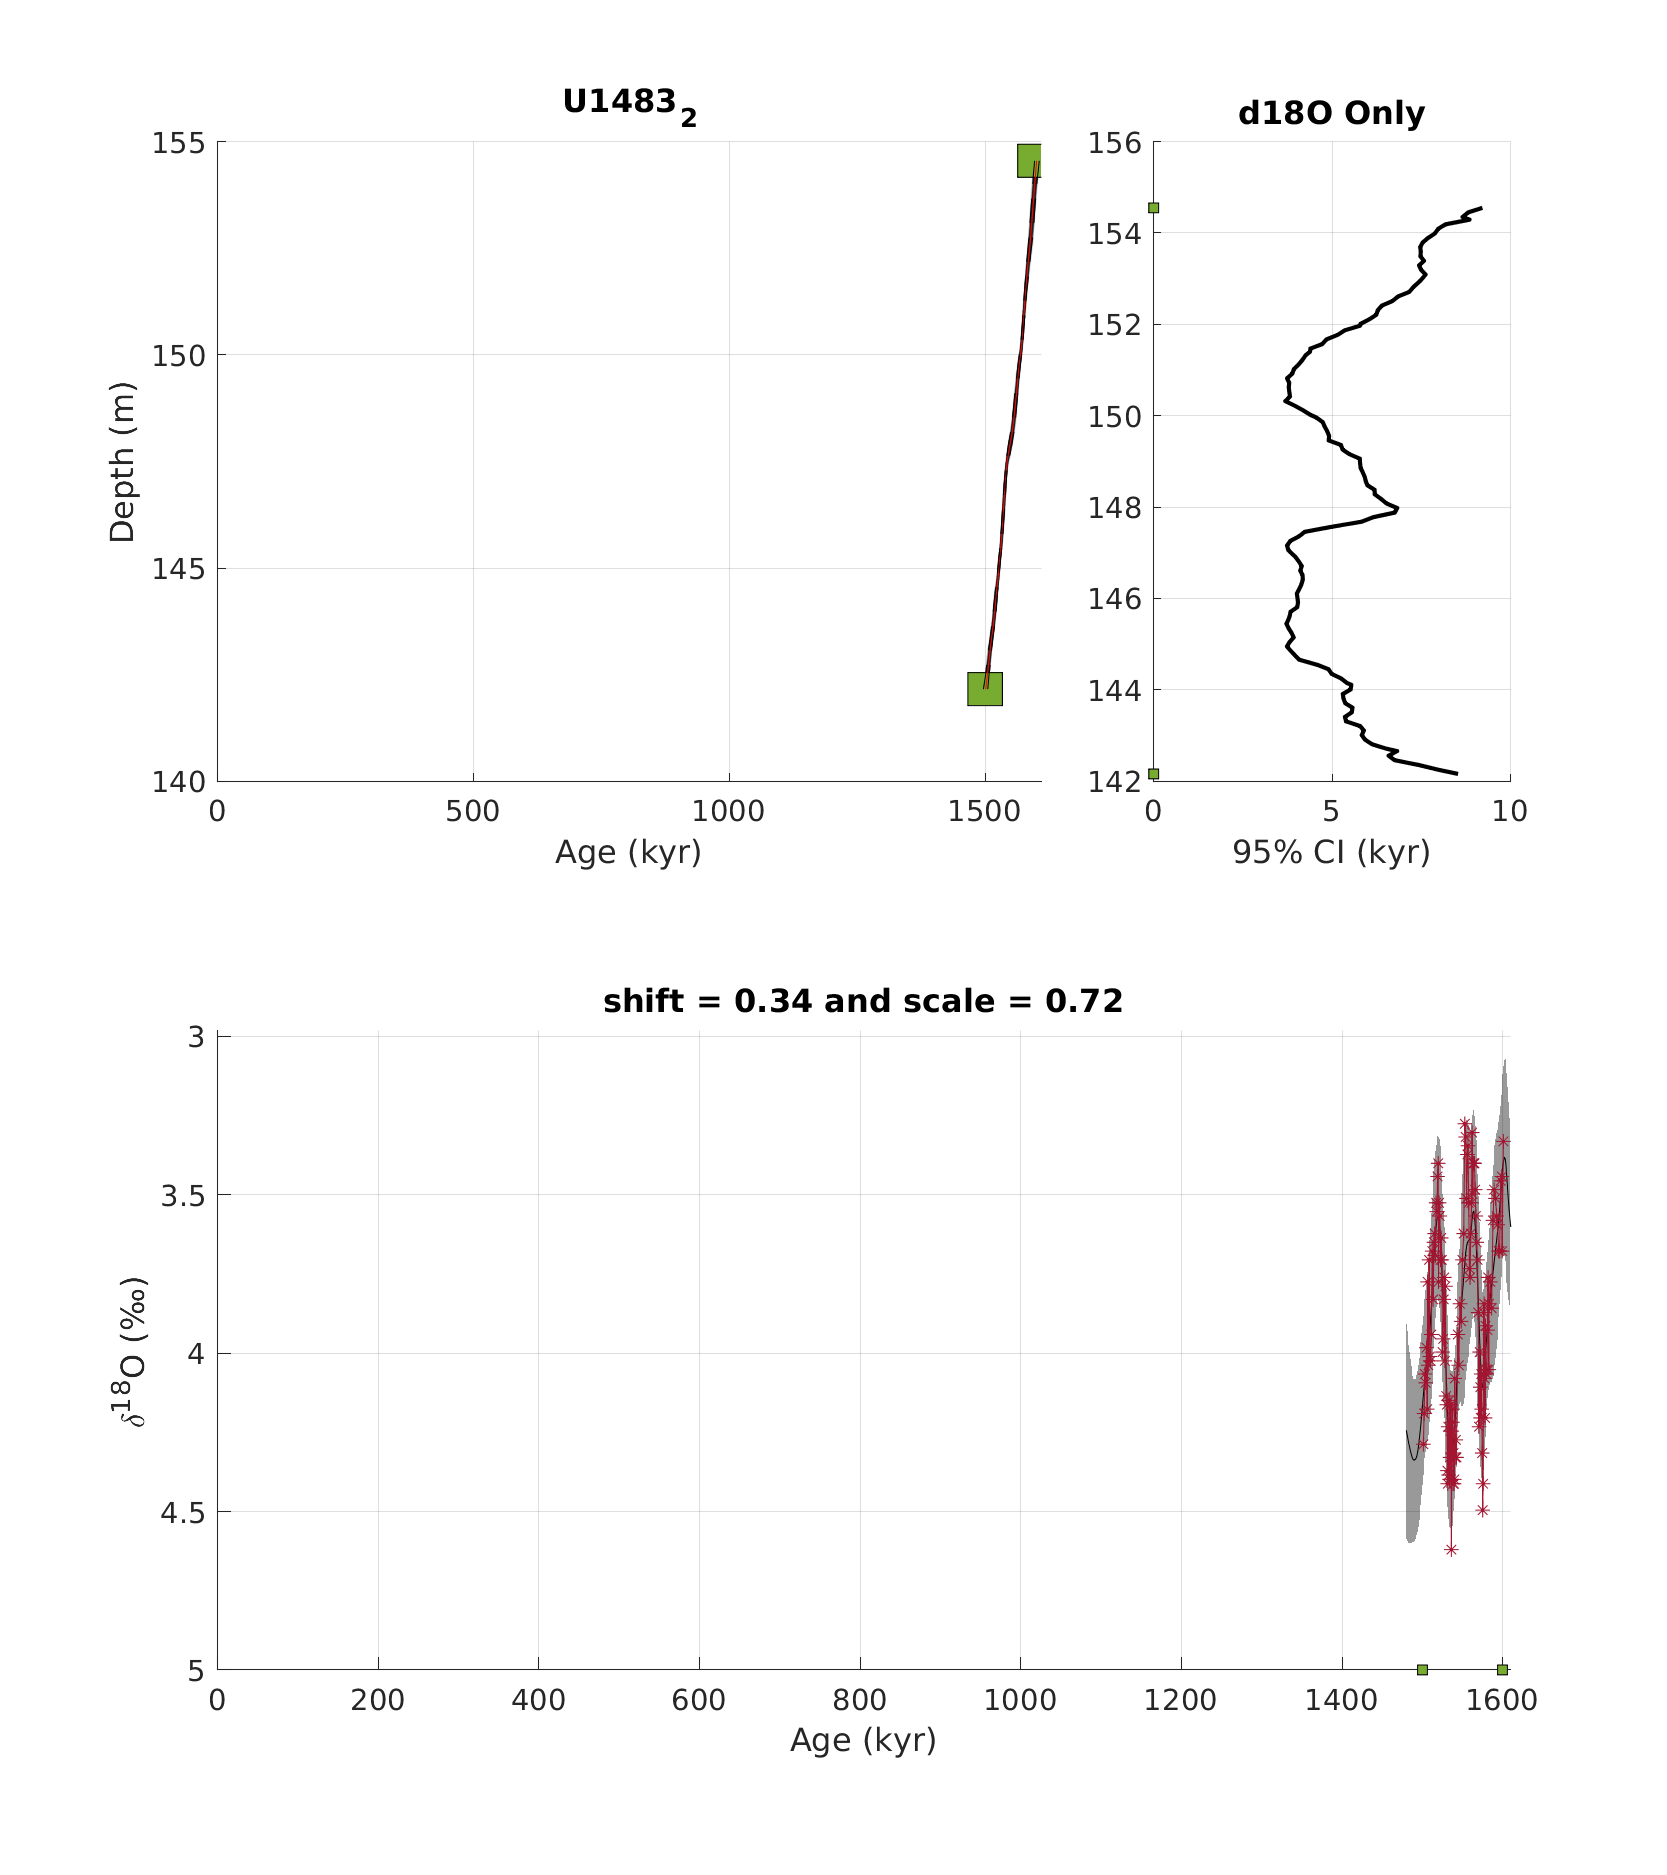 U1483₂
155
150
145
140
0 500 1000 1500
Depth (m)
Age (kyr)
d18O Only
156
154
152
150
148
146
144
142
0 5 10
95% CI (kyr)
shift = 0.34 and scale = 0.72
3
3.5
4
4.5
5
0 200 400 600 800 1000 1200 1400 1600
δ¹⁸O (‰)
Age (kyr)